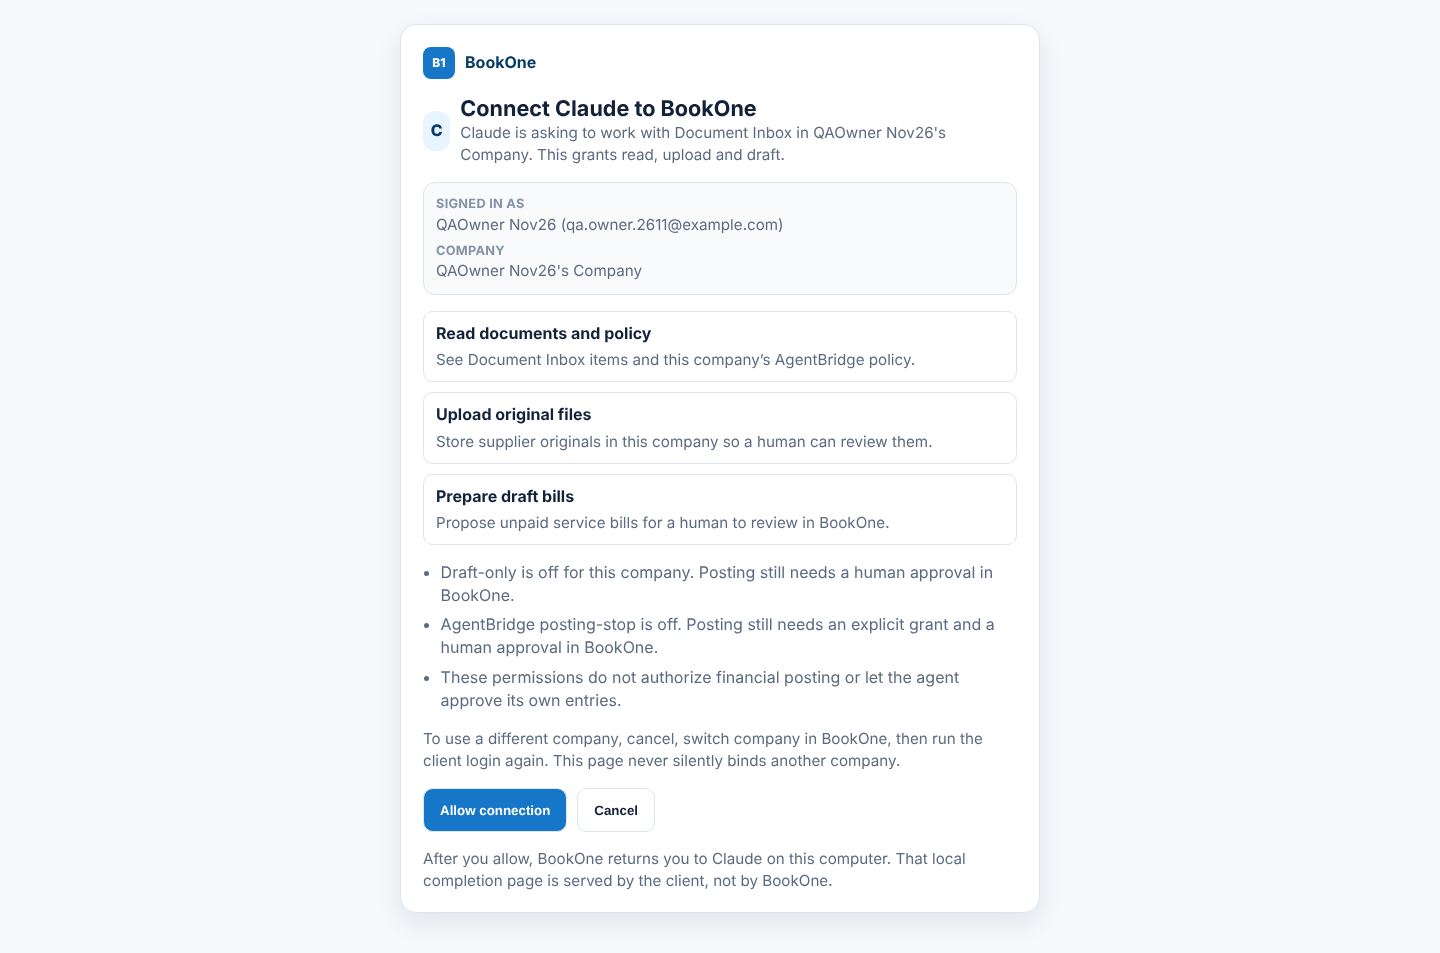 B1
BookOne
C
Connect Claude to BookOne
Claude is asking to work with Document Inbox in QAOwner Nov26's
Company. This grants read, upload and draft.
SIGNED IN AS
QAOwner Nov26 (qa.owner.2611@example.com)
COMPANY
QAOwner Nov26's Company
Read documents and policy
See Document Inbox items and this company’s AgentBridge policy.
Upload original files
Store supplier originals in this company so a human can review them.
Prepare draft bills
Propose unpaid service bills for a human to review in BookOne.
• Draft-only is off for this company. Posting still needs a human approval in
BookOne.
• AgentBridge posting-stop is off. Posting still needs an explicit grant and a
human approval in BookOne.
• These permissions do not authorize financial posting or let the agent
approve its own entries.
To use a different company, cancel, switch company in BookOne, then run the
client login again. This page never silently binds another company.
Allow connection
Cancel
After you allow, BookOne returns you to Claude on this computer. That local
completion page is served by the client, not by BookOne.